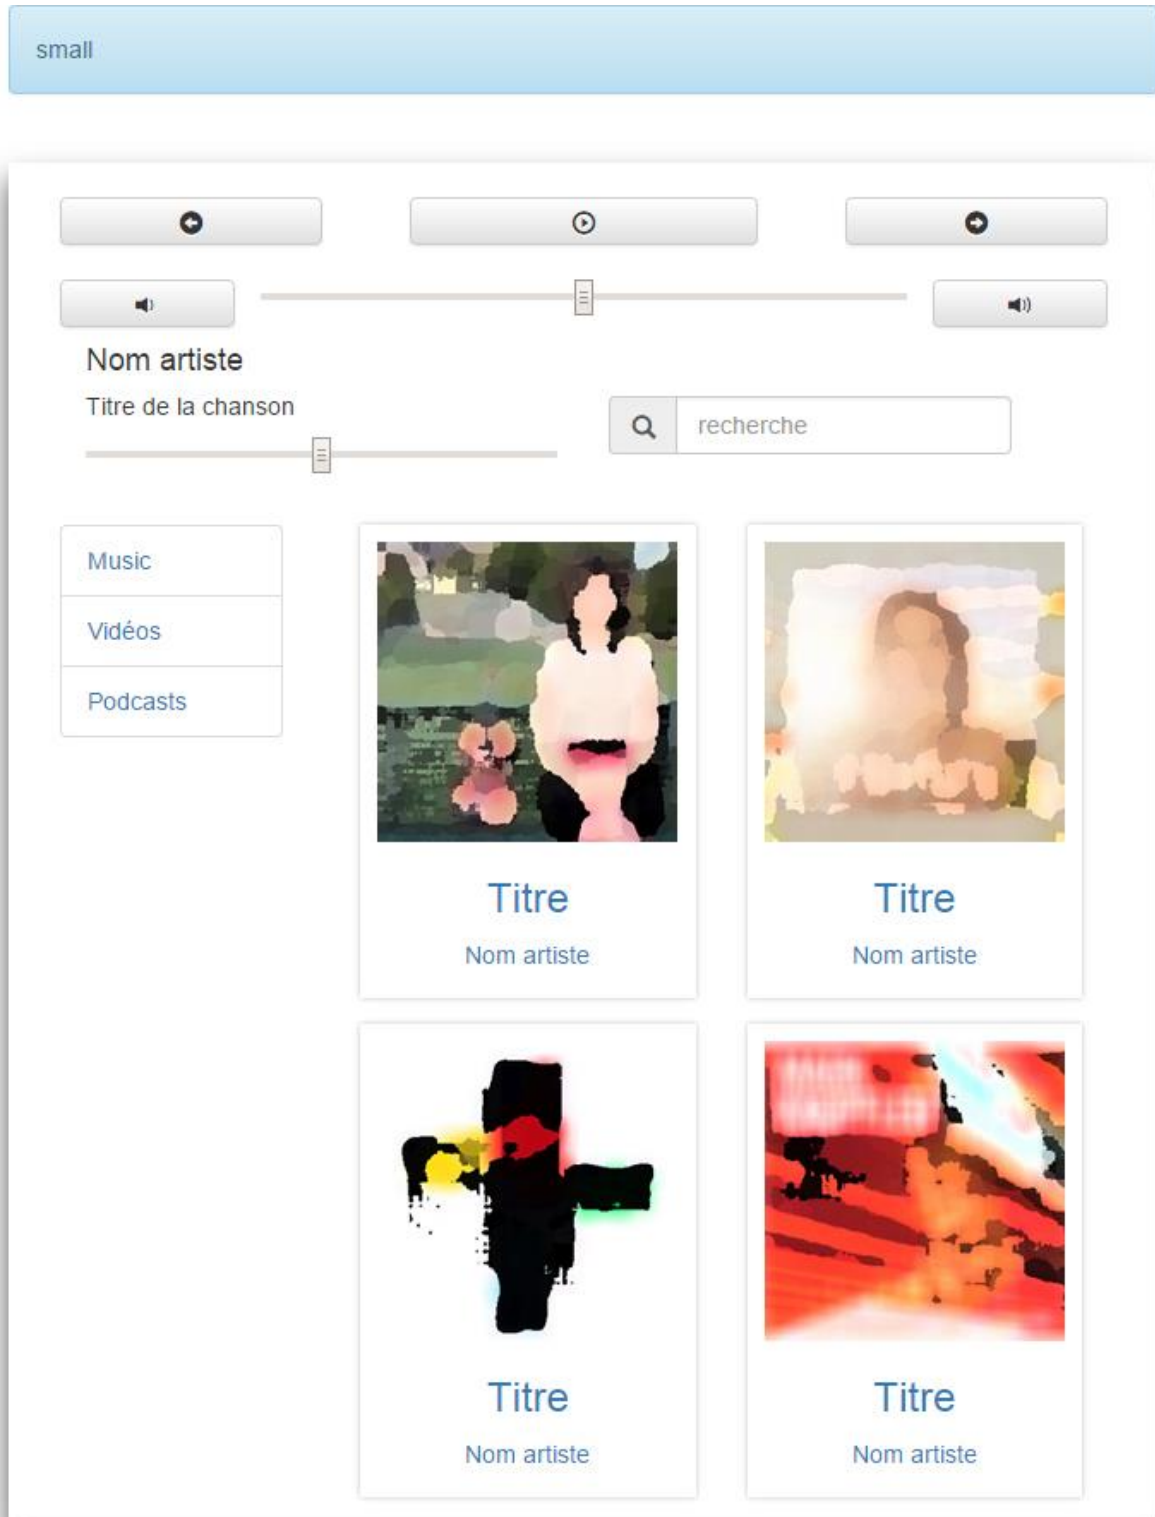 small
Nom artiste
Titre de la chanson
recherche
Music
Vidéos
Podcasts
Titre
Nom artiste
Titre
Nom artiste
Titre
Nom artiste
Titre
Nom artiste